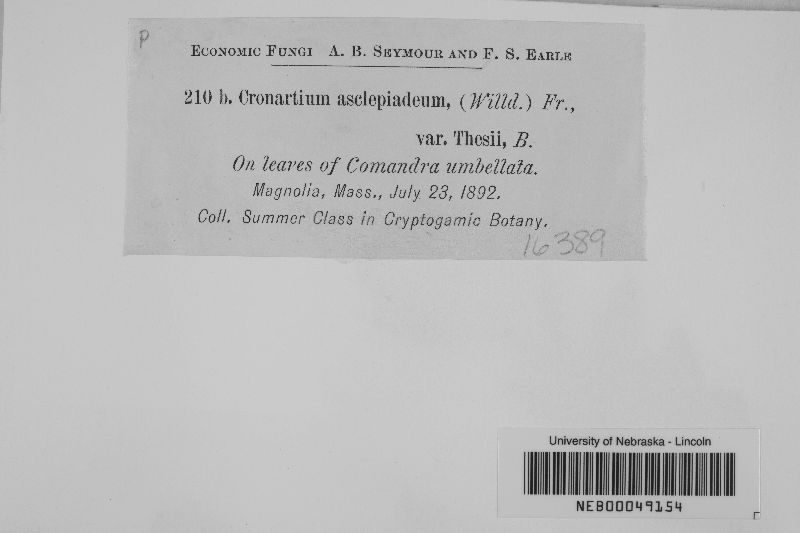 P
ECONOMIC FUNGI A. B. SEYMOUR AND F. S. EARLE
210 b. Cronartium asclepiadeum, (Willd.) Fr.,
var. Thesii, B.
On leaves of Comandra umbellata.
Magnolia, Mass., July 23, 1892.
Coll. Summer Class in Cryptogamic Botany.
16389
University of Nebraska - Lincoln
NEB00049154